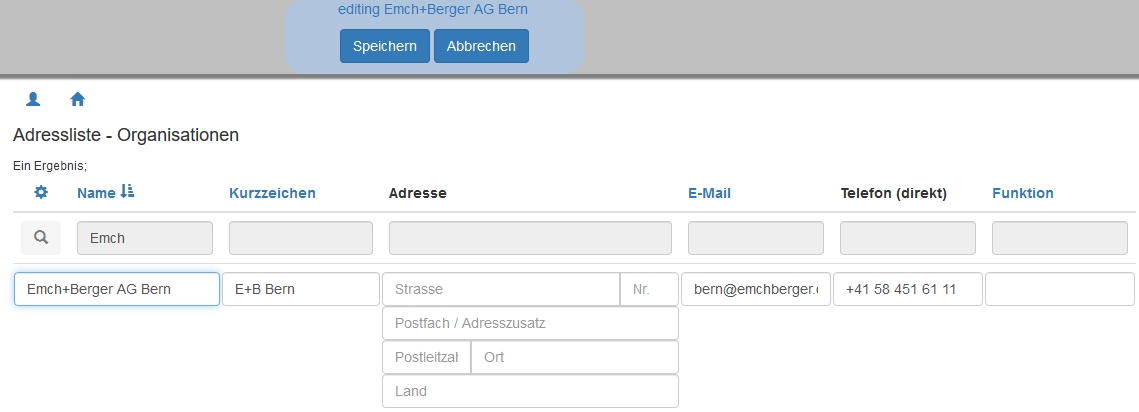 editing Emch+Berger AG Bern
Speichern Abbrechen
Adressliste - Organisationen
Ein Ergebnis;
Name Kurzzeichen Adresse E-Mail Telefon (direkt) Funktion
Emch
Emch+Berger AG Bern E+B Bern Strasse Nr. bern@emchberger. +41 58 451 61 11
Postfach / Adresszusatz
Postleitzal Ort
Land